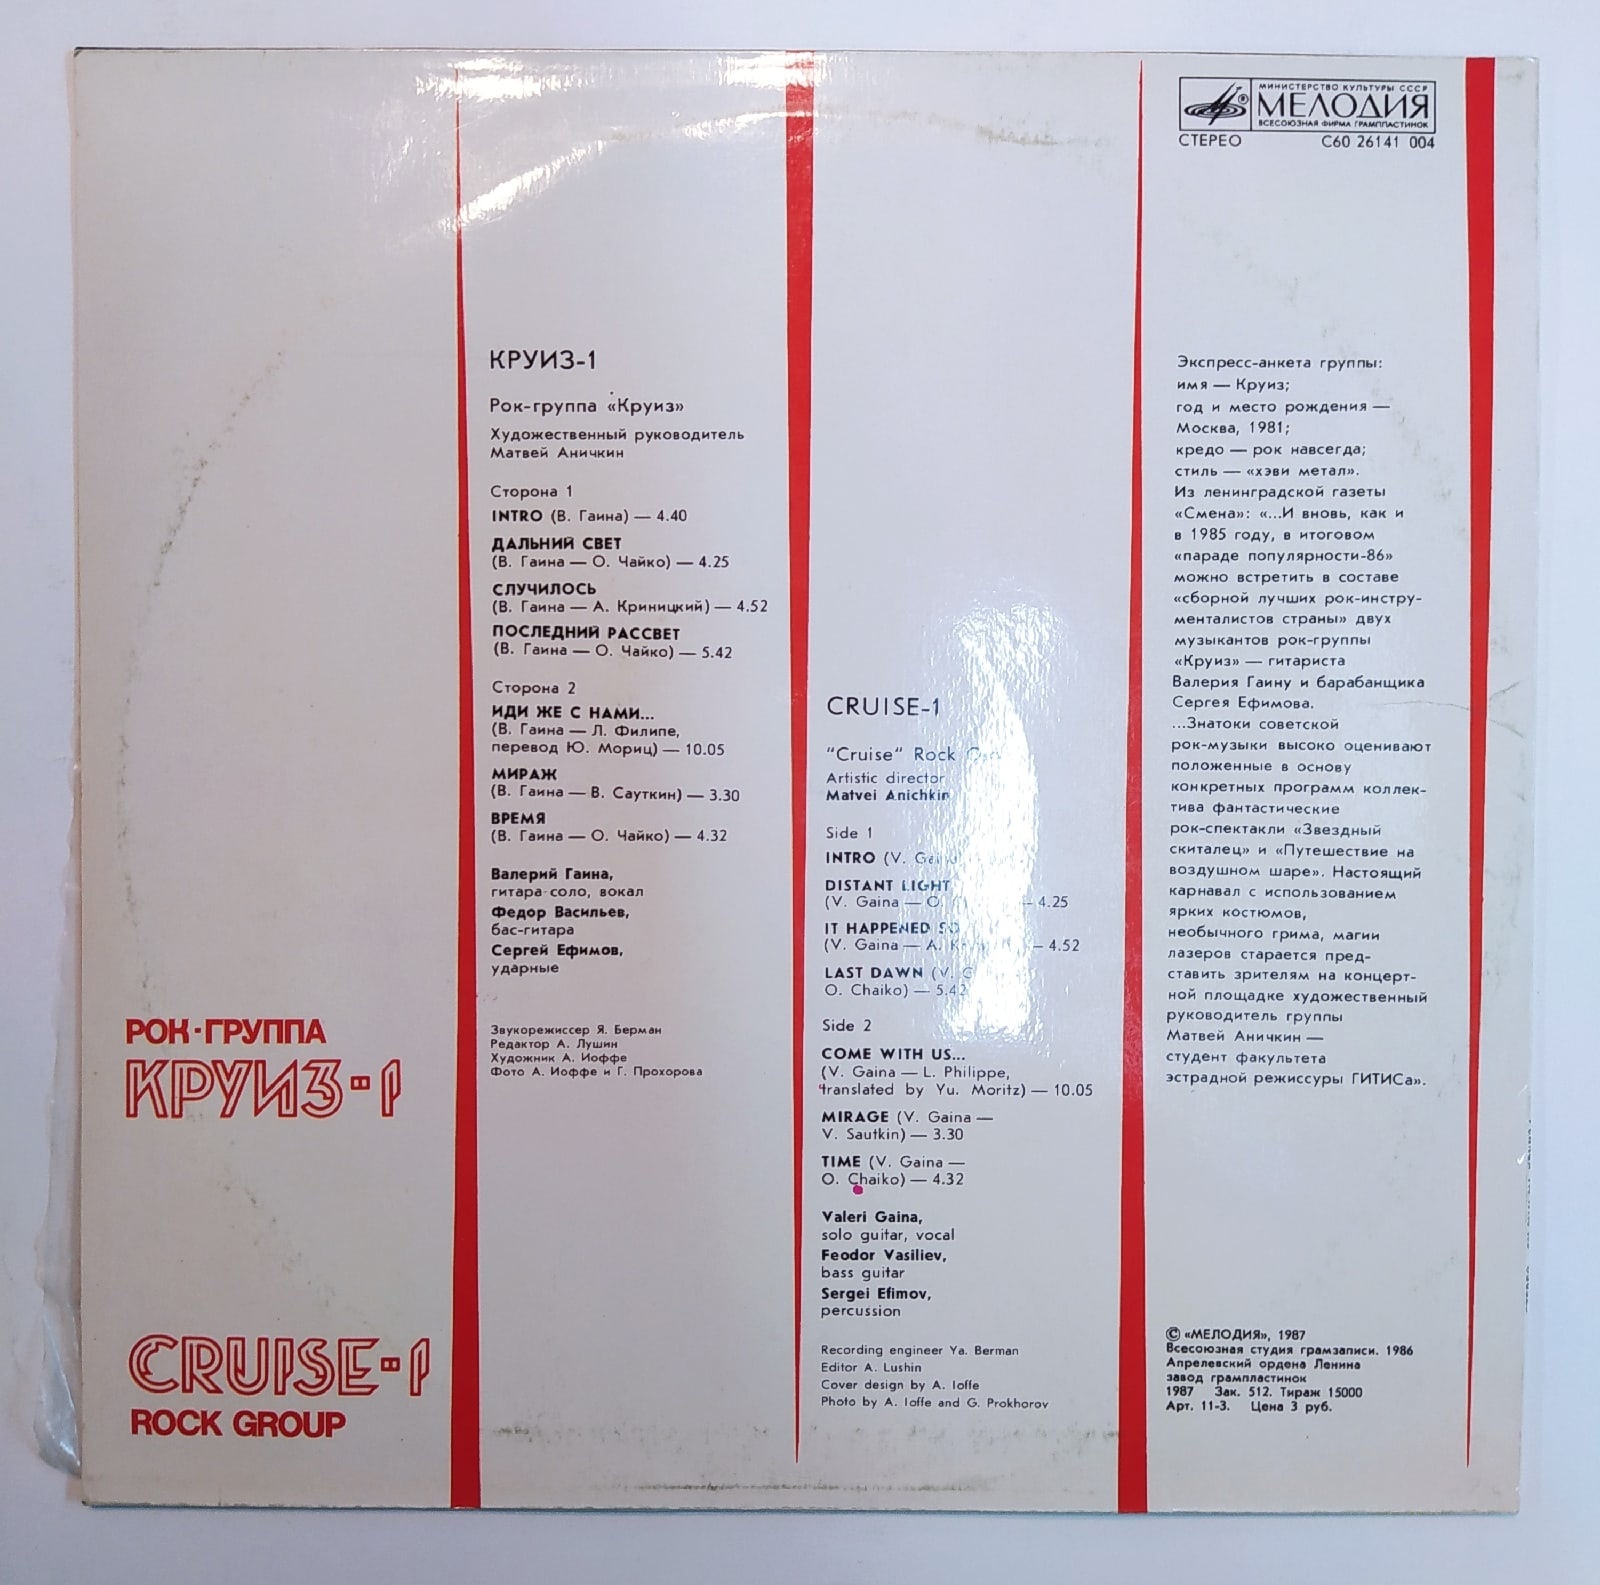 РОК-ГРУППА
КРУИЗ-1
CRUISE-1
ROCK GROUP
КРУИЗ-1
Рок-группа «Круиз»
Художественный руководитель
Матвей Аничкин
Сторона 1
INTRO (В. Гаина) — 4.40
ДАЛЬНИЙ СВЕТ
(В. Гаина — О. Чайко) — 4.25
СЛУЧИЛОСЬ
(В. Гаина — А. Криницкий) — 4.52
ПОСЛЕДНИЙ РАССВЕТ
(В. Гаина — О. Чайко) — 5.42
Сторона 2
ИДИ ЖЕ С НАМИ...
(В. Гаина — Л. Филипе,
перевод Ю. Мориц) — 10.05
МИРАЖ
(В. Гаина — В. Сауткин) — 3.30
ВРЕМЯ
(В. Гаина — О. Чайко) — 4.32
Валерий Гаина,
гитара-соло, вокал
Федор Васильев,
бас-гитара
Сергей Ефимов,
ударные
Звукорежиссер Я. Берман
Редактор А. Лушин
Художник А. Иоффе
Фото А. Иоффе и Г. Прохорова
CRUISE-1
“Cruise“ Rock
Artistic director
Matvei Anichkin
Side 1
INTRO (V.
DISTANT LIGHT
(V. Gaina — O. — 4.25
IT HAPPENED SO
(V. Gaina — A. — 4.52
LAST DAWN (V.
O. Chaiko) — 5.42
Side 2
COME WITH US...
(V. Gaina — L. Philippe,
translated by Yu. Moritz) — 10.05
MIRAGE (V. Gaina —
V. Sautkin) — 3.30
TIME (V. Gaina —
O. Chaiko) — 4.32
Valeri Gaina,
solo guitar, vocal
Feodor Vasiliev,
bass guitar
Sergei Efimov,
percussion
Recording engineer Ya. Berman
Editor A. Lushin
Cover design by A. Ioffe
Photo by A. Ioffe and G. Prokhorov
МИНИСТЕРСТВО КУЛЬТУРЫ СССР
МЕЛОДИЯ
ВСЕСОЮЗНАЯ ФИРМА ГРАМПЛАСТИНОК
СТЕРЕО С60 26141 004
Экспресс-анкета группы:
имя — Круиз;
год и место рождения —
Москва, 1981;
кредо — рок навсегда;
стиль — «хэви метал».
Из ленинградской газеты
«Смена»: «...И вновь, как и
в 1985 году, в итоговом
«параде популярности-86»
можно встретить в составе
«сборной лучших рок-инстру-
менталистов страны» двух
музыкантов рок-группы
«Круиз» — гитариста
Валерия Гаину и барабанщика
Сергея Ефимова.
...Знатоки советской
рок-музыки высоко оценивают
положенные в основу
конкретных программ коллек-
тива фантастические
рок-спектакли «Звездный
скиталец» и «Путешествие на
воздушном шаре». Настоящий
карнавал с использованием
ярких костюмов,
необычного грима, магии
лазеров старается пред-
ставить зрителям на концерт-
ной площадке художественный
руководитель группы
Матвей Аничкин —
студент факультета
эстрадной режиссуры ГИТИСа».
© «МЕЛОДИЯ», 1987
Всесоюзная студия грамзаписи. 1986
Апрелевский ордена Ленина
завод грампластинок
1987 Зак. 512. Тираж 15000
Арт. 11-3. Цена 3 руб.